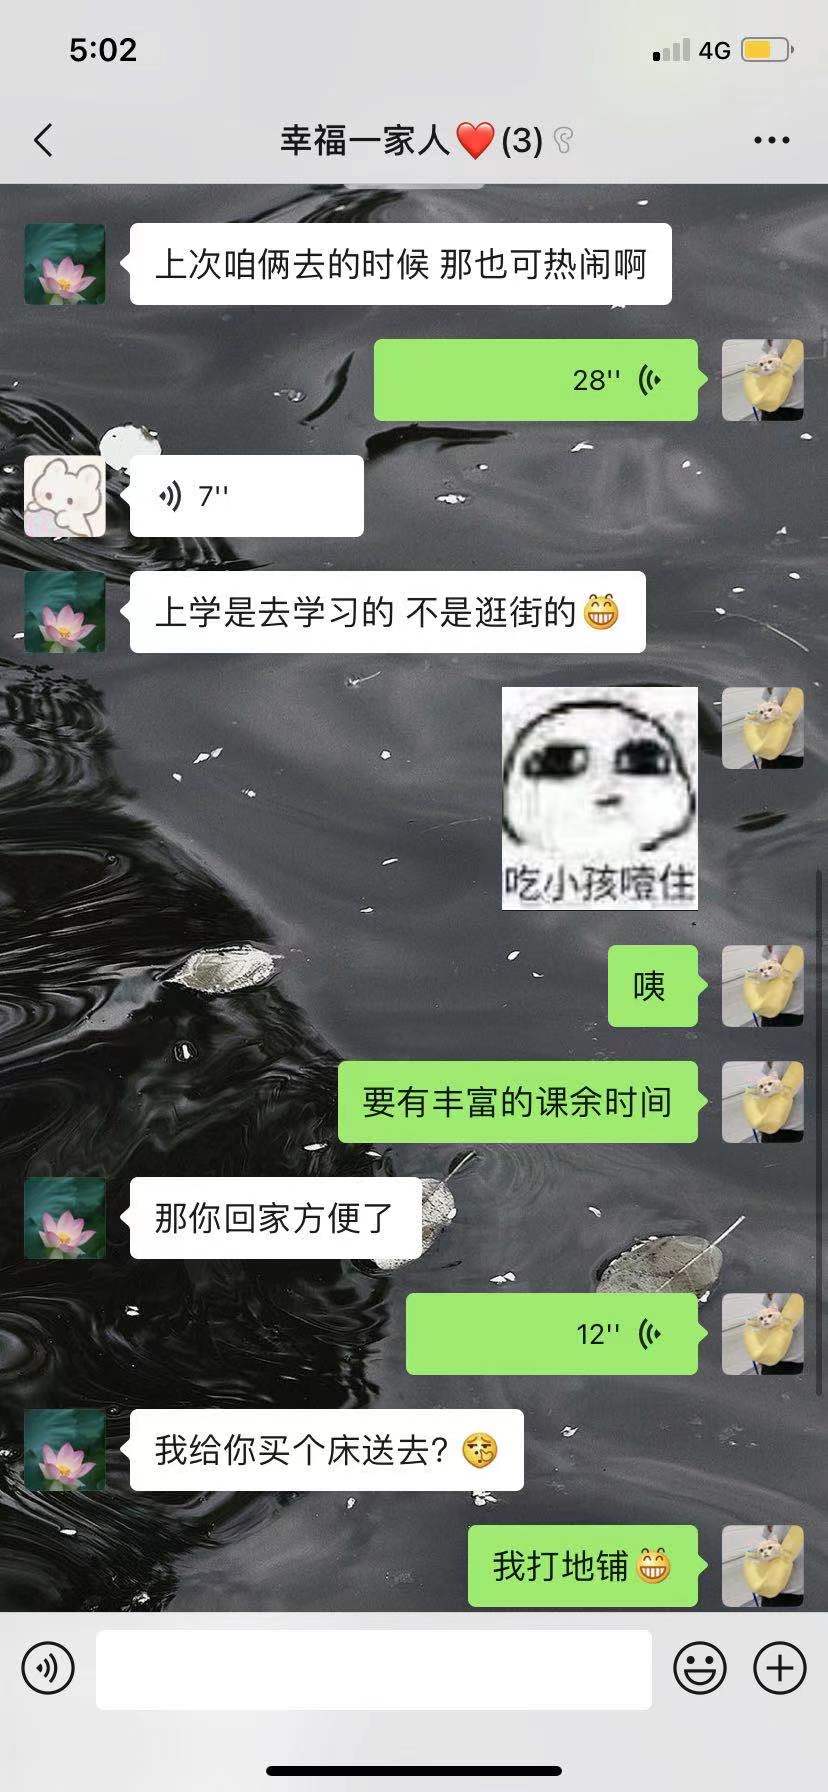 5:02
4G
幸福一家人❤️(3)
上次咱俩去的时候 那也可热闹啊
28''
7''
上学是去学习的 不是逛街的😁
吃小孩噎住
咦
要有丰富的课余时间
那你回家方便了
12''
我给你买个床送去?
我打地铺😁